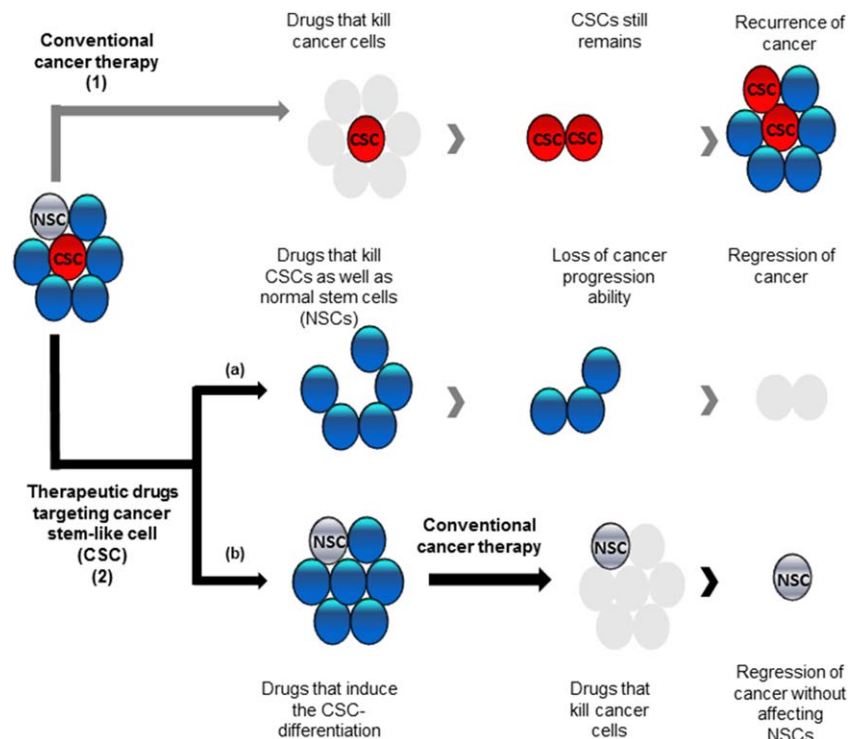 Conventional
cancer therapy
(1)
Drugs that kill
cancer cells
CSCs still
remains
Recurrence of
cancer
CSC
CSC
CSC
CSC
CSC
NSC
CSC
Drugs that kill
CSCs as well as
normal stem cells
(NSCs)
Loss of cancer
progression
ability
Regression of
cancer
(a)
Therapeutic drugs
targeting cancer
stem-like cell
(CSC)
(2)
(b)
NSC
Conventional
cancer therapy
NSC
NSC
Drugs that induce
the CSC-
differentiation
Drugs that
kill cancer
cells
Regression of
cancer without
affecting
NSCs